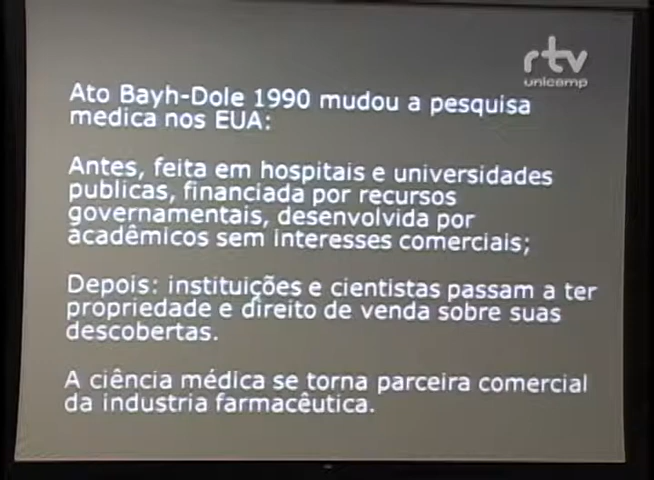 rtv
unicamp
Ato Bayh-Dole 1990 mudou a pesquisa
medica nos EUA:
Antes, feita em hospitais e universidades
publicas, financiada por recursos
governamentais, desenvolvida por
acadêmicos sem interesses comerciais;
Depois: instituições e cientistas passam a ter
propriedade e direito de venda sobre suas
descobertas.
A ciência médica se torna parceira comercial
da industria farmacêutica.